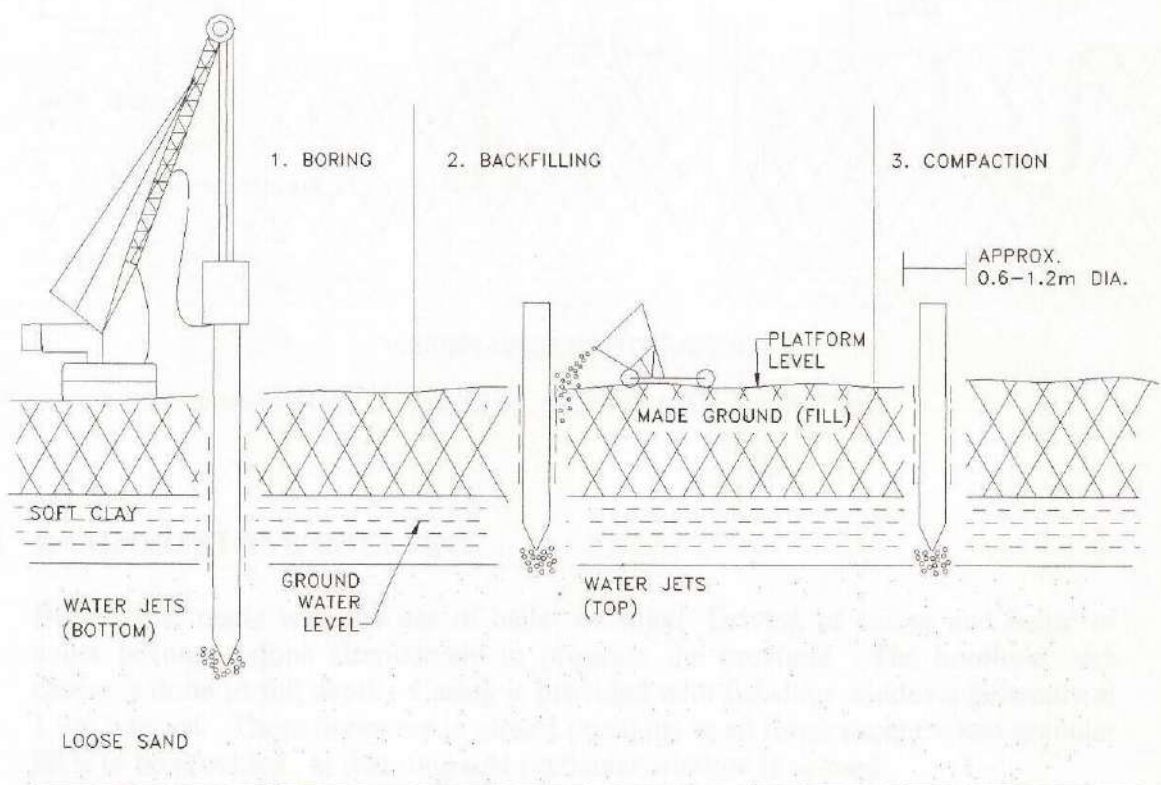 1. BORING
2. BACKFILLING
3. COMPACTION
APPROX.
0.6-1.2m DIA.
PLATFORM
LEVEL
MADE GROUND (FILL)
SOFT CLAY
GROUND
WATER
LEVEL
WATER JETS
(TOP)
WATER JETS
(BOTTOM)
LOOSE SAND